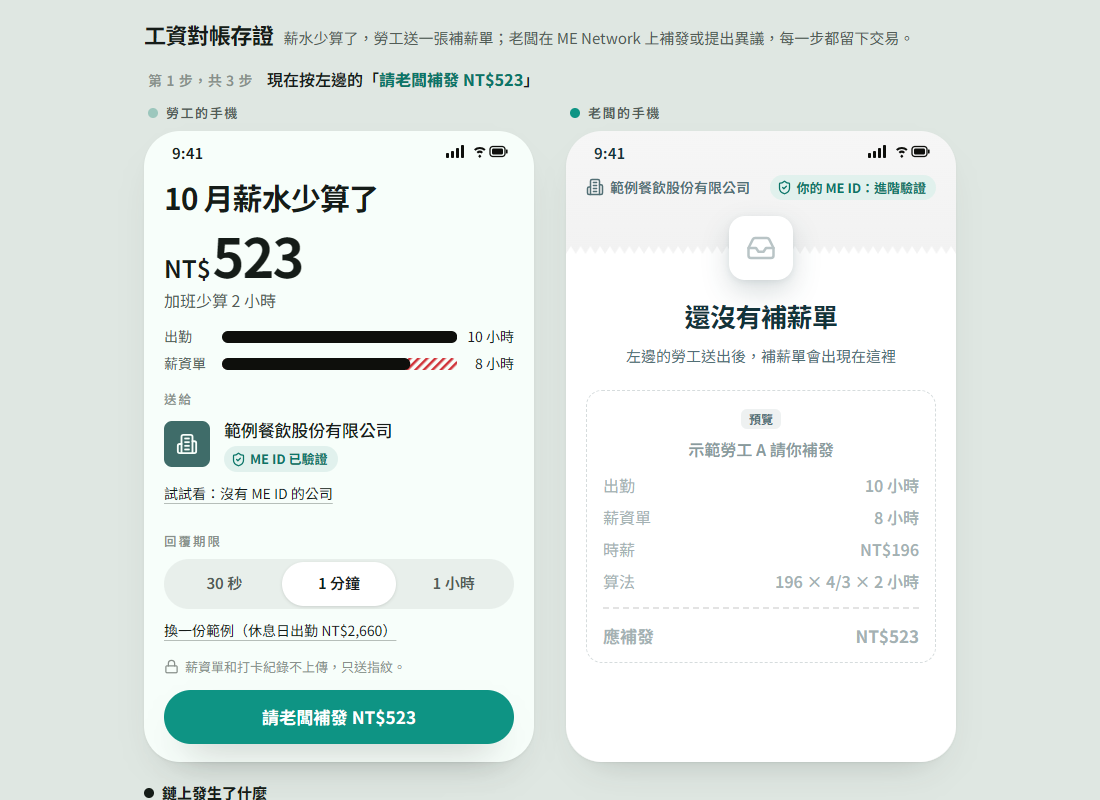 工資對帳存證 薪水少算了，勞工送一張補薪單；老闆在 ME Network 上補發或提出異議，每一步都留下交易。
第 1 步，共 3 步 現在按左邊的「請老闆補發 NT$523」
勞工的手機
9:41
10 月薪水少算了
NT$523
加班少算 2 小時
出勤 10 小時
薪資單 8 小時
送給
範例餐飲股份有限公司
ME ID 已驗證
試試看：沒有 ME ID 的公司
回覆期限
30 秒 1 分鐘 1 小時
換一份範例（休息日出勤 NT$2,660）
薪資單和打卡紀錄不上傳，只送指紋。
請老闆補發 NT$523
老闆的手機
9:41
範例餐飲股份有限公司 你的 ME ID：進階驗證
還沒有補薪單
左邊的勞工送出後，補薪單會出現在這裡
預覽
示範勞工 A 請你補發
出勤 10 小時
薪資單 8 小時
時薪 NT$196
算法 196 × 4/3 × 2 小時
應補發 NT$523
鏈上發生了什麼